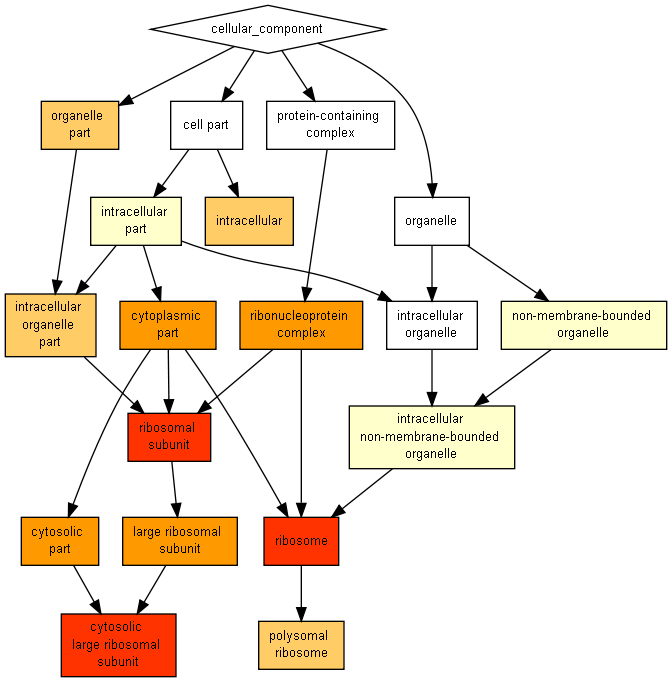 cellular_component
organelle
part
cell part
protein-containing
complex
intracellular
part
intracellular
organelle
intracellular
organelle
part
cytoplasmic
part
ribonucleoprotein
complex
intracellular
organelle
non-membrane-bounded
organelle
ribosomal
subunit
intracellular
non-membrane-bounded
organelle
cytosolic
part
large ribosomal
subunit
ribosome
cytosolic
large ribosomal
subunit
polysomal
ribosome